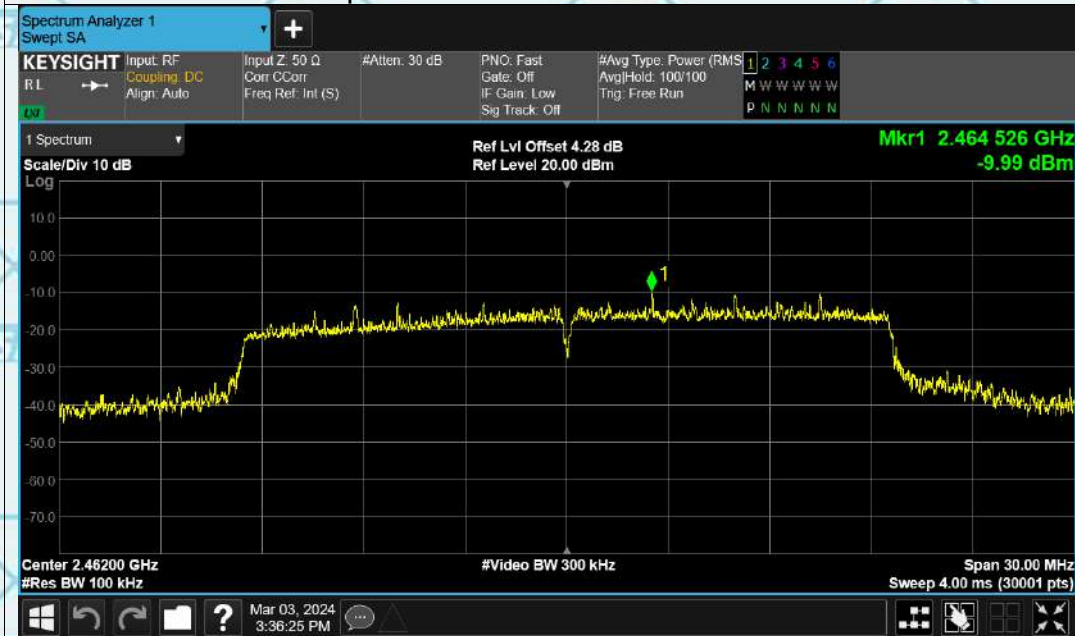 Spectrum Analyzer 1
Swept SA
+
KEYSIGHT
RL
LXI
Input: RF
Coupling: DC
Align: Auto
Input Z: 50 Ω
Corr CCorr
Freq Ref: Int (S)
#Atten: 30 dB
PNO: Fast
Gate: Off
IF Gain: Low
Sig Track: Off
#Avg Type: Power (RMS
Avg|Hold: 100/100
Trig: Free Run
1 2 3 4 5 6
M W W W W W
P N N N N N
1 Spectrum
Scale/Div 10 dB
Log
Ref Lvl Offset 4.28 dB
Ref Level 20.00 dBm
Mkr1 2.464 526 GHz
-9.99 dBm
10.0
0.00
-10.0
-20.0
-30.0
-40.0
-50.0
-60.0
-70.0
1
Center 2.46200 GHz
#Res BW 100 kHz
#Video BW 300 kHz
Span 30.00 MHz
Sweep 4.00 ms (30001 pts)
?
Mar 03, 2024
3:36:25 PM